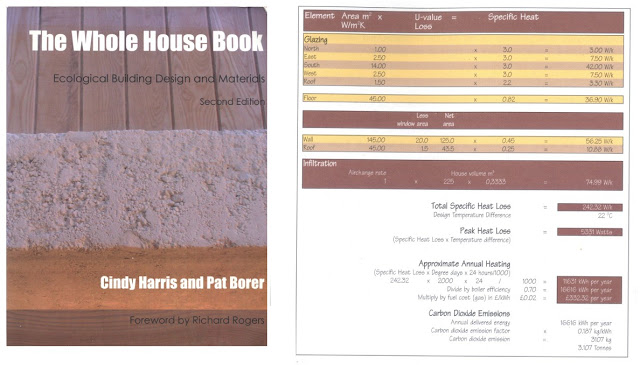 The Whole House Book
Ecological Building Design and Materials
Second Edition
Cindy Harris and Pat Borer
Foreword by Richard Rogers
Element Area m² x U-value = Specific Heat
W/m²K Loss
Glazing
North 1.00 x 3.0 = 3.00 W/k
East 2.50 x 3.0 = 7.50 W/k
South 14.00 x 3.0 = 42.00 W/k
West 2.50 x 3.0 = 7.50 W/k
Roof 1.50 x 2.2 = 3.30 W/k
Floor 45.00 x 0.82 = 36.90 W/k
Less Net
window area area
Wall 145.00 20.0 125.0 x 0.45 = 56.25 W/k
Roof 45.00 1.5 43.5 x 0.25 = 10.88 W/k
Infiltration
Airchange rate House volume m³
1 x 225 x 0.3333 = 74.99 W/k
Total Specific Heat Loss = 242.32 W/k
Design Temperature Difference 22 °C
Peak Heat Loss = 5331 Watts
(Specific Heat Loss x Temperature difference)
Approximate Annual Heating
(Specific Heat Loss x Degree days x 24 hours/1000)
242.32 x 2000 x 24 / 1000 = 11631 kWh per year
Divide by boiler efficiency 0.70 = 16616 kWh per year
Multiply by fuel cost (gas) in £/kWh £0.02 = £332.32 per year
Carbon Dioxide Emissions
Annual delivered energy 16616 kWh per year
Carbon dioxide emission factor x 0.187 kg/kWh
Carbon dioxide emission = 3107 kg
3.107 Tonnes